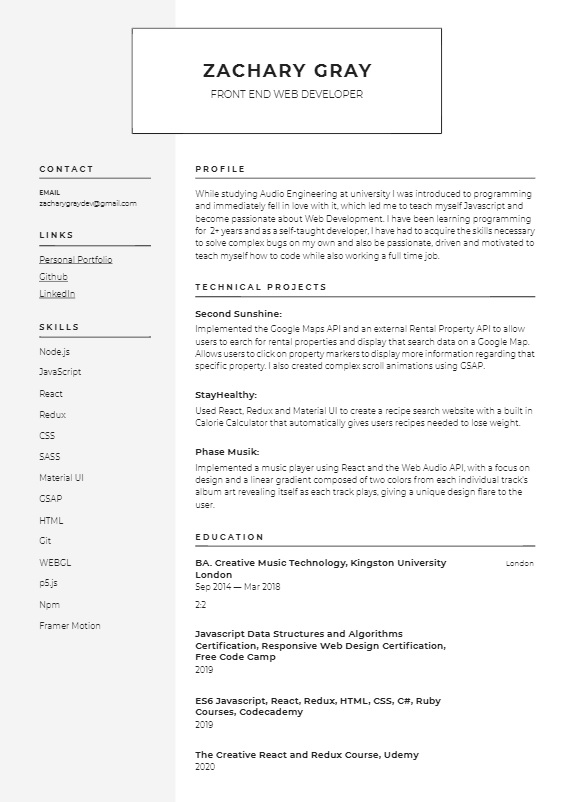 ZACHARY GRAY
FRONT END WEB DEVELOPER
CONTACT
EMAIL
zacharygraydev@gmail.com
LINKS
Personal Portfolio
Github
LinkedIn
SKILLS
Node.js
JavaScript
React
Redux
CSS
SASS
Material UI
GSAP
HTML
Git
WEBGL
p5.js
Npm
Framer Motion
PROFILE
While studying Audio Engineering at university I was introduced to programming
and immediately fell in love with it, which led me to teach myself Javascript and
become passionate about Web Development. I have been learning programming
for 2+ years and as a self-taught developer, I have had to acquire the skills necessary
to solve complex bugs on my own and also be passionate, driven and motivated to
teach myself how to code while also working a full time job.
TECHNICAL PROJECTS
Second Sunshine:
Implemented the Google Maps API and an external Rental Property API to allow
users to earch for rental properties and display that search data on a Google Map.
Allows users to click on property markers to display more information regarding that
specific property. I also created complex scroll animations using GSAP.
StayHealthy:
Used React, Redux and Material UI to create a recipe search website with a built in
Calorie Calculator that automatically gives users recipes needed to lose weight.
Phase Musik:
Implemented a music player using React and the Web Audio API, with a focus on
design and a linear gradient composed of two colors from each individual track's
album art revealing itself as each track plays, giving a unique design flare to the
user.
EDUCATION
BA. Creative Music Technology, Kingston University
London
London
Sep 2014 — Mar 2018
2:2
Javascript Data Structures and Algorithms
Certification, Responsive Web Design Certification,
Free Code Camp
2019
ES6 Javascript, React, Redux, HTML, CSS, C#, Ruby
Courses, Codecademy
2019
The Creative React and Redux Course, Udemy
2020